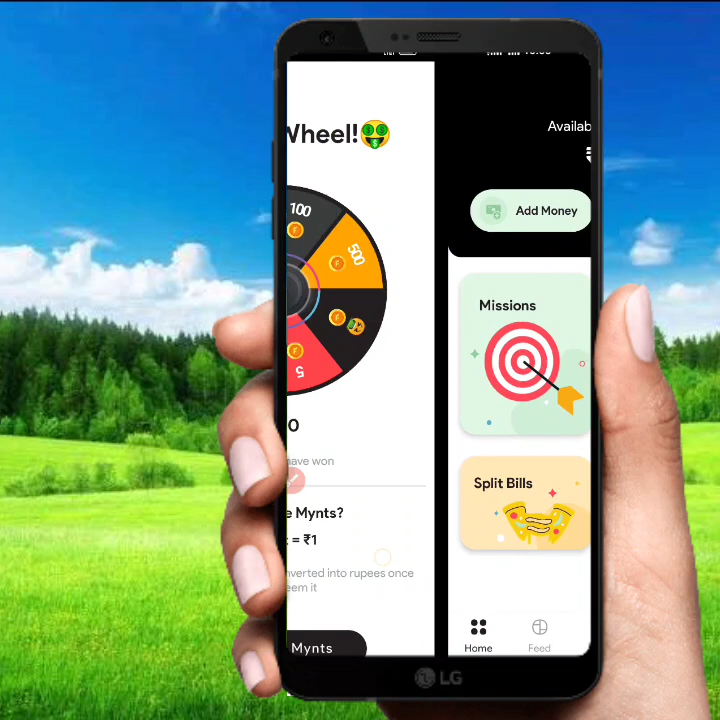 Wheel!
100
500
5
0
have won
e Mynts?
= ₹1
nverted into rupees once
eem it
Mynts
Availab
₹
Add Money
Missions
Split Bills
Home
Feed
LG